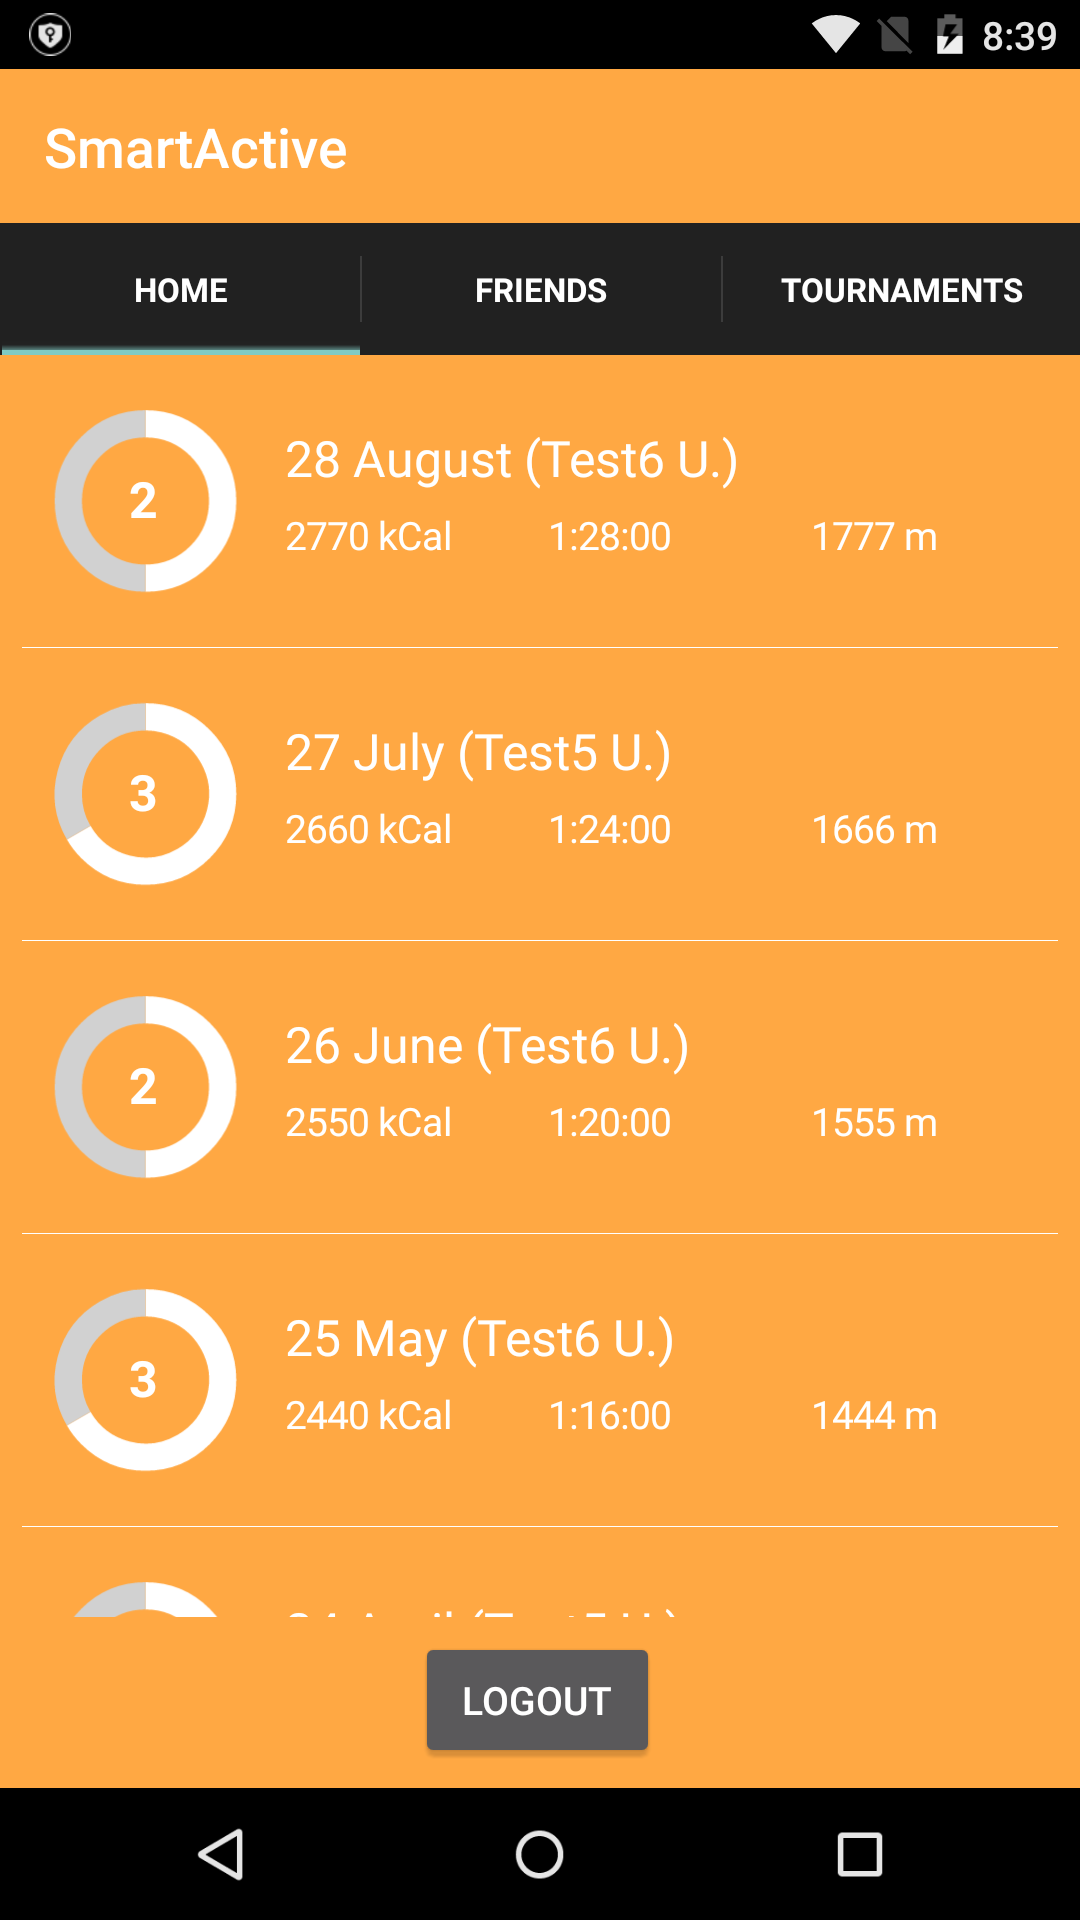 8:39
SmartActive
HOME FRIENDS TOURNAMENTS
2
28 August (Test6 U.)
2770 kCal 1:28:00 1777 m
3
27 July (Test5 U.)
2660 kCal 1:24:00 1666 m
2
26 June (Test6 U.)
2550 kCal 1:20:00 1555 m
3
25 May (Test6 U.)
2440 kCal 1:16:00 1444 m
LOGOUT